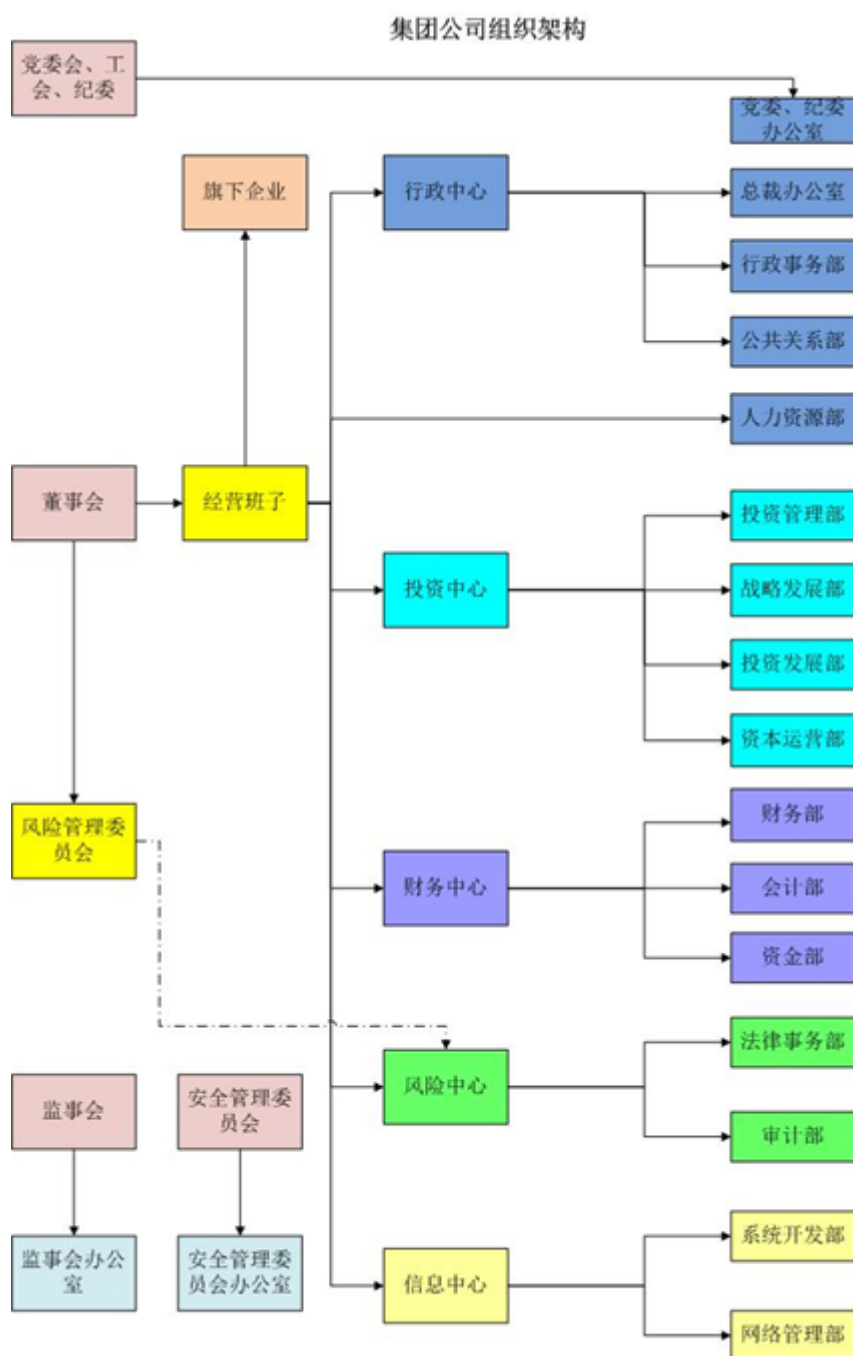 集团公司组织架构
党委会、工
会、纪委
党委、纪委
办公室
旗下企业
行政中心
总裁办公室
行政事务部
公共关系部
人力资源部
董事会
经营班子
投资管理部
投资中心
战略发展部
投资发展部
资本运营部
风险管理委
员会
财务部
财务中心
会计部
资金部
法律事务部
风险中心
监事会
安全管理委
员会
审计部
系统开发部
监事会办公
室
安全管理委
员会办公室
信息中心
网络管理部